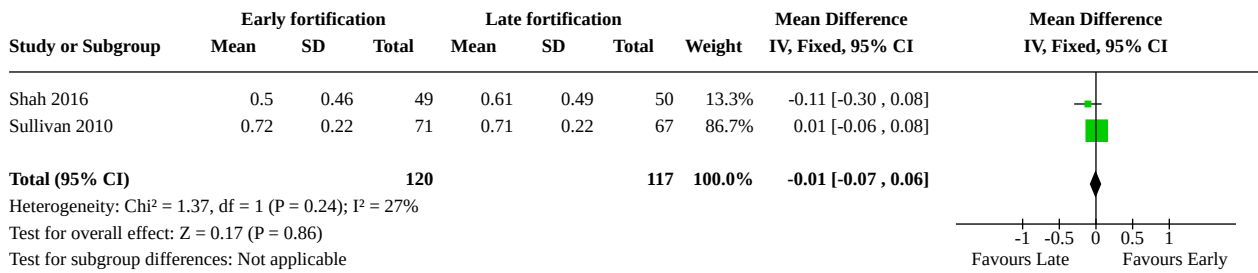 Early fortification Late fortification Mean Difference Mean Difference
Study or Subgroup Mean SD Total Mean SD Total Weight IV, Fixed, 95% CI IV, Fixed, 95% CI
Shah 2016 0.5 0.46 49 0.61 0.49 50 13.3% -0.11 [-0.30 , 0.08]
Sullivan 2010 0.72 0.22 71 0.71 0.22 67 86.7% 0.01 [-0.06 , 0.08]
Total (95% CI) 120 117 100.0% -0.01 [-0.07 , 0.06]
Heterogeneity: Chi² = 1.37, df = 1 (P = 0.24); I² = 27%
Test for overall effect: Z = 0.17 (P = 0.86)
-1 -0.5 0 0.5 1
Test for subgroup differences: Not applicable Favours Late Favours Early